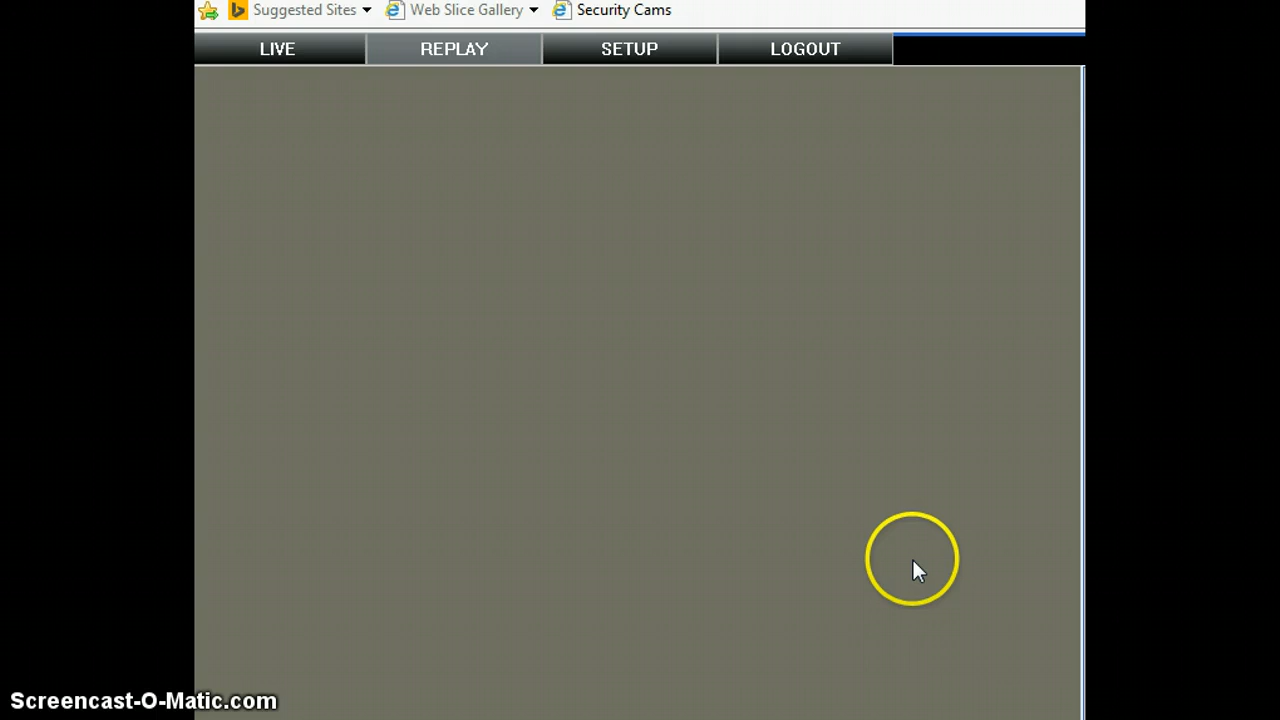 Suggested Sites Web Slice Gallery Security Cams
LIVE REPLAY SETUP LOGOUT
Screencast-O-Matic.com